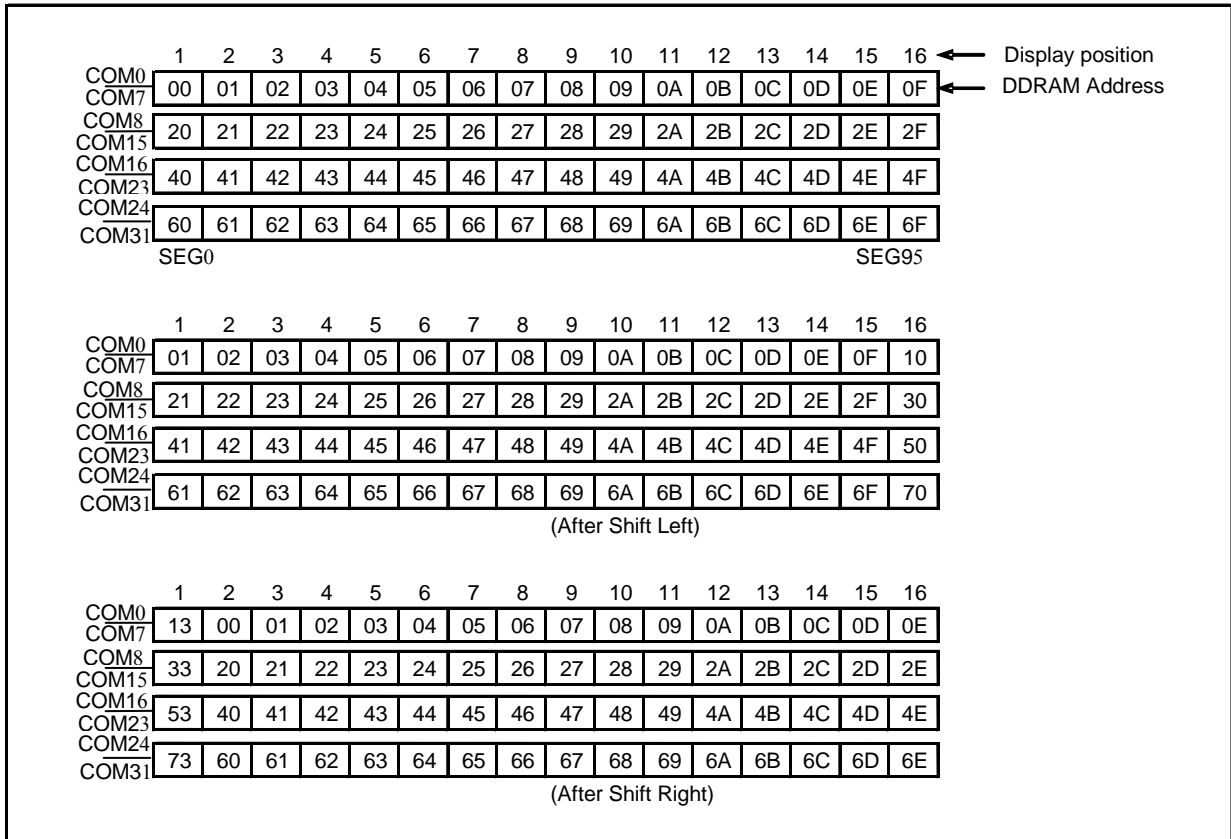 1 2 3 4 5 6 7 8 9 10 11 12 13 14 15 16 Display position
COM0
COM7 00 01 02 03 04 05 06 07 08 09 0A 0B 0C 0D 0E 0F DDRAM Address
COM8
COM15 20 21 22 23 24 25 26 27 28 29 2A 2B 2C 2D 2E 2F
COM16
COM23 40 41 42 43 44 45 46 47 48 49 4A 4B 4C 4D 4E 4F
COM24
COM31 60 61 62 63 64 65 66 67 68 69 6A 6B 6C 6D 6E 6F
SEG0 SEG95
1 2 3 4 5 6 7 8 9 10 11 12 13 14 15 16
COM0
COM7 01 02 03 04 05 06 07 08 09 0A 0B 0C 0D 0E 0F 10
COM8
COM15 21 22 23 24 25 26 27 28 29 2A 2B 2C 2D 2E 2F 30
COM16
COM23 41 42 43 44 45 46 47 48 49 4A 4B 4C 4D 4E 4F 50
COM24
COM31 61 62 63 64 65 66 67 68 69 6A 6B 6C 6D 6E 6F 70
(After Shift Left)
1 2 3 4 5 6 7 8 9 10 11 12 13 14 15 16
COM0
COM7 13 00 01 02 03 04 05 06 07 08 09 0A 0B 0C 0D 0E
COM8
COM15 33 20 21 22 23 24 25 26 27 28 29 2A 2B 2C 2D 2E
COM16
COM23 53 40 41 42 43 44 45 46 47 48 49 4A 4B 4C 4D 4E
COM24
COM31 73 60 61 62 63 64 65 66 67 68 69 6A 6B 6C 6D 6E
(After Shift Right)